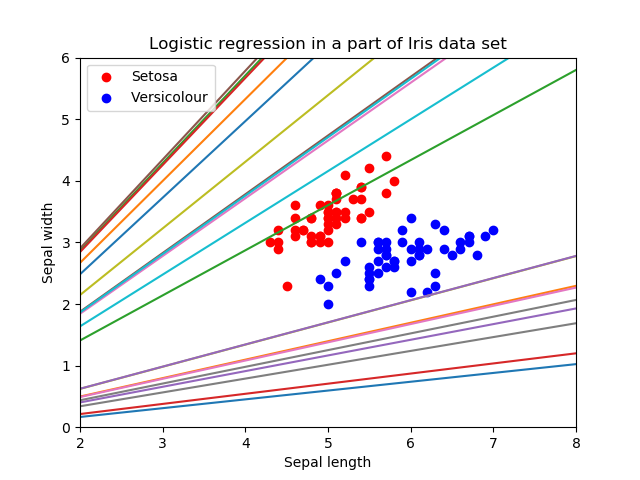 Logistic regression in a part of Iris data set
Setosa
Versicolour
Sepal width
6
5
4
3
2
1
0
2 3 4 5 6 7 8
Sepal length